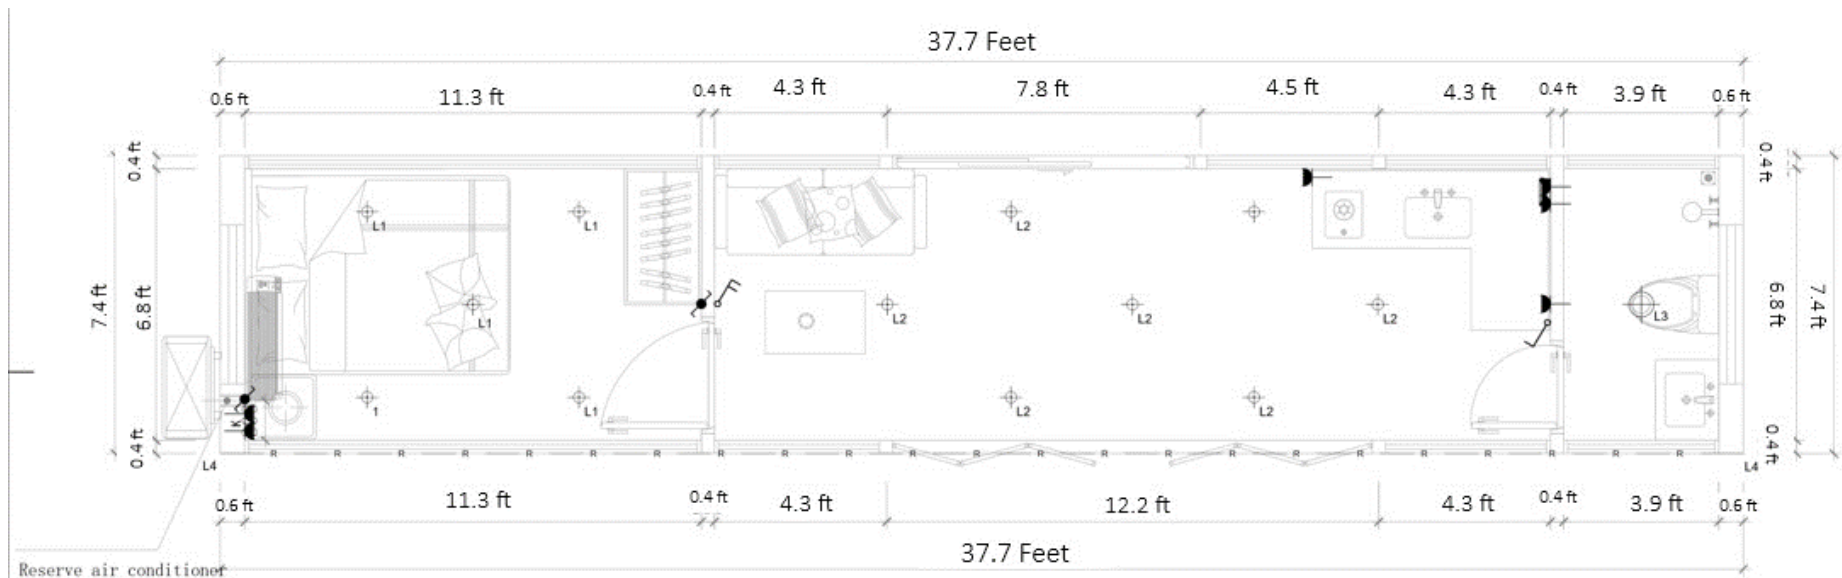 37.7 Feet
0.6 ft 11.3 ft 0.4 ft 4.3 ft 7.8 ft 4.5 ft 4.3 ft 0.4 ft 3.9 ft 0.6 ft
0.4 ft 0.4 ft
L1 L1 L2
7.4 ft 6.8 ft L1 L2 L2 L2 L3 6.8 ft 7.4 ft
1 L1 L2 L2
K
0.4 ft 0.4 ft
R R R R R R R R R R R R R R R R R R R R R R R
L4 L4
0.6 ft 11.3 ft 0.4 ft 4.3 ft 12.2 ft 4.3 ft 0.4 ft 3.9 ft 0.6 ft
37.7 Feet
Reserve air conditioner